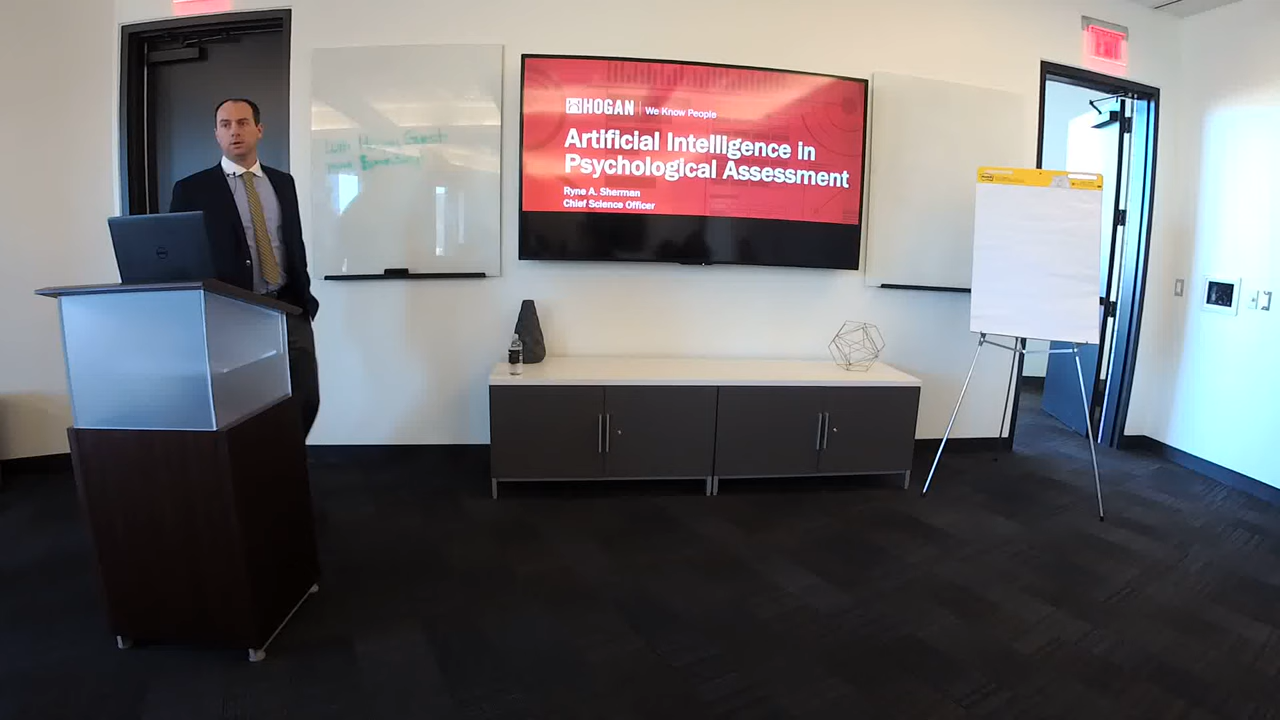 HOGAN | We Know People
Artificial Intelligence in
Psychological Assessment
Ryne A. Sherman
Chief Science Officer